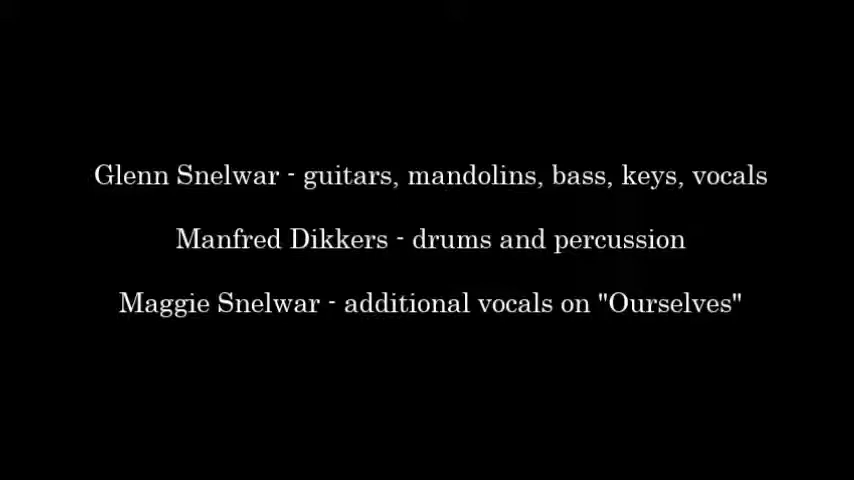 Glenn Snelwar - guitars, mandolins, bass, keys, vocals
Manfred Dikkers - drums and percussion
Maggie Snelwar - additional vocals on "Ourselves"